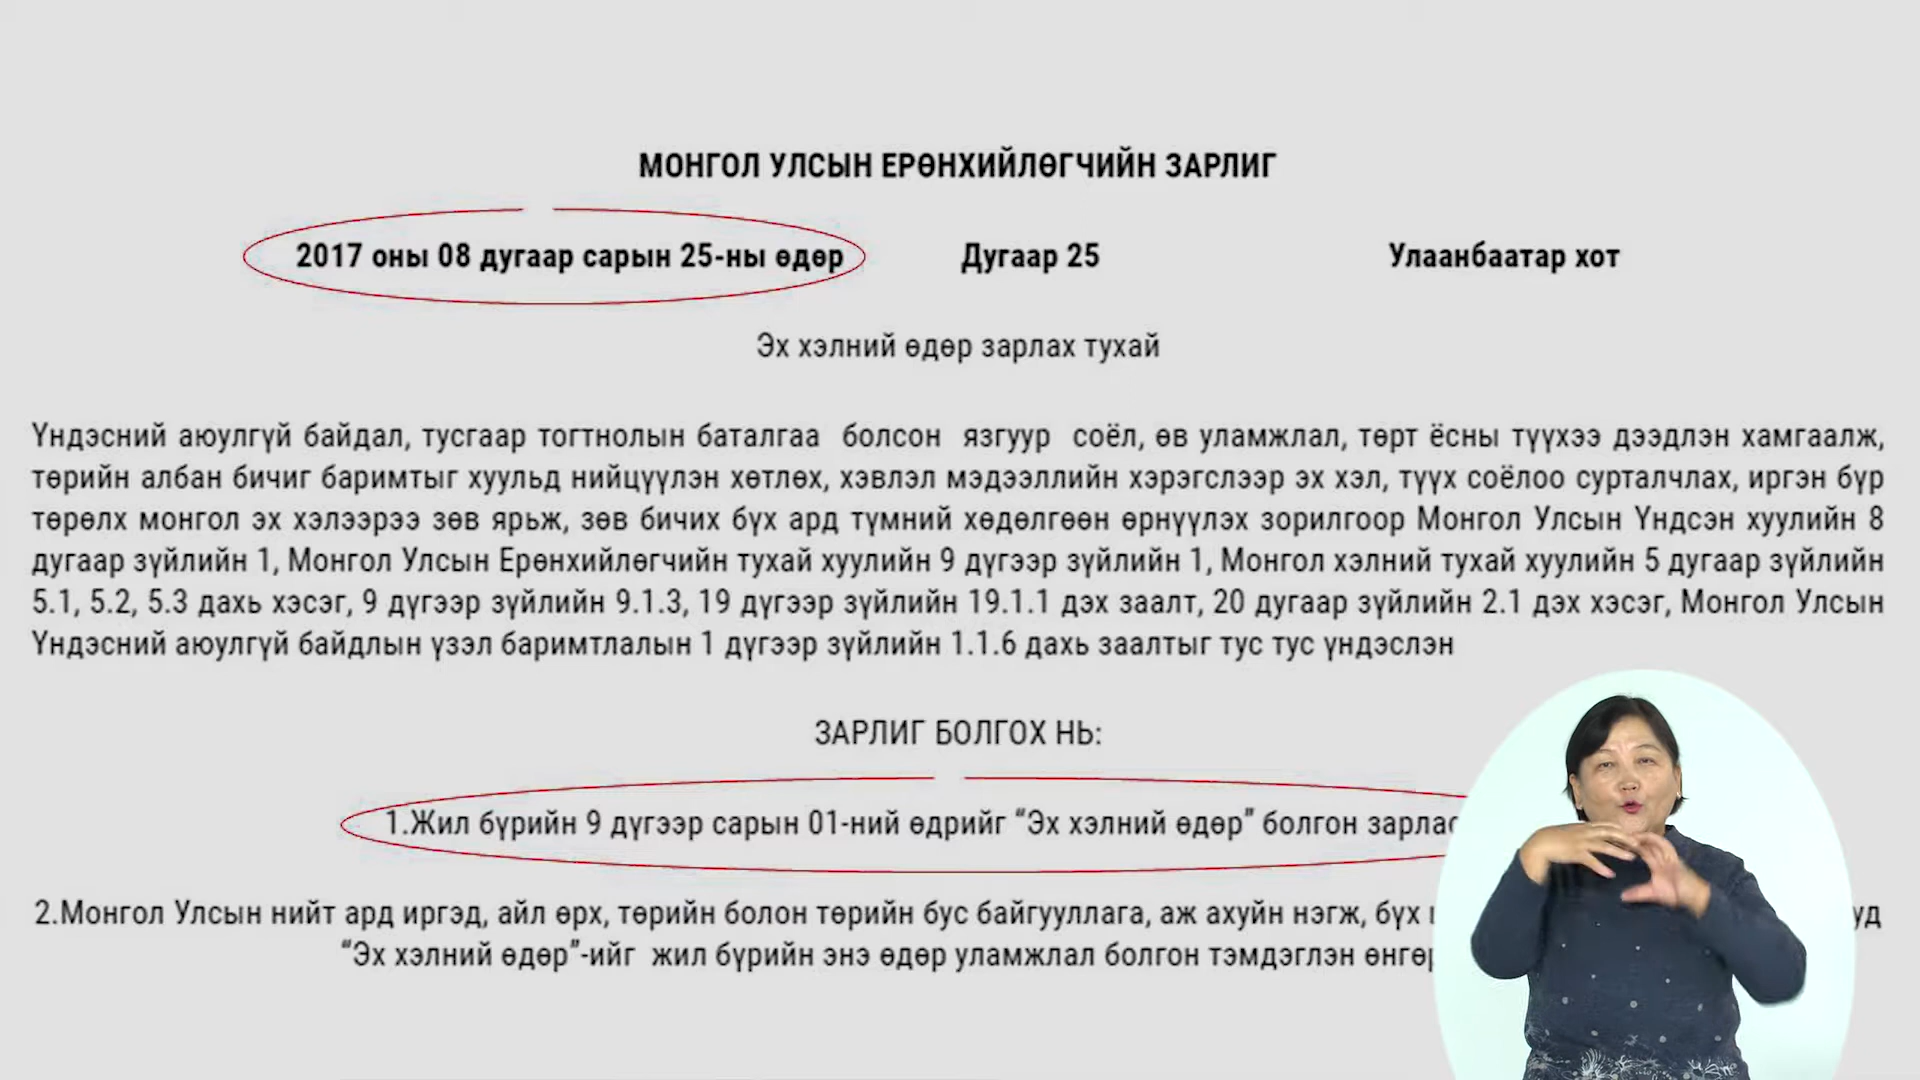 МОНГОЛ УЛСЫН ЕРӨНХИЙЛӨГЧИЙН ЗАРЛИГ
2017 оны 08 дугаар сарын 25-ны өдөр Дугаар 25 Улаанбаатар хот
Эх хэлний өдөр зарлах тухай
Үндэсний аюулгүй байдал, тусгаар тогтнолын баталгаа болсон язгуур соёл, өв уламжлал, төрт ёсны түүхээ дээдлэн хамгаалж,
төрийн албан бичиг баримтыг хуульд нийцүүлэн хөтлөх, хэвлэл мэдээллийн хэрэгслээр эх хэл, түүх соёлоо сурталчлах, иргэн бүр
төрөлх монгол эх хэлээрээ зөв ярьж, зөв бичих бүх ард түмний хөдөлгөөн өрнүүлэх зорилгоор Монгол Улсын Үндсэн хуулийн 8
дугаар зүйлийн 1, Монгол Улсын Ерөнхийлөгчийн тухай хуулийн 9 дүгээр зүйлийн 1, Монгол хэлний тухай хуулийн 5 дугаар зүйлийн
5.1, 5.2, 5.3 дахь хэсэг, 9 дүгээр зүйлийн 9.1.3, 19 дүгээр зүйлийн 19.1.1 дэх заалт, 20 дугаар зүйлийн 2.1 дэх хэсэг, Монгол Улсын
Үндэсний аюулгүй байдлын үзэл баримтлалын 1 дүгээр зүйлийн 1.1.6 дахь заалтыг тус тус үндэслэн
ЗАРЛИГ БОЛГОХ НЬ:
1.Жил бүрийн 9 дүгээр сарын 01-ний өдрийг “Эх хэлний өдөр” болгон
2.Монгол Улсын нийт ард иргэд, айл өрх, төрийн болон төрийн бус байгууллага, аж ахуйн нэгж, бүх
“Эх хэлний өдөр”-ийг жил бүрийн энэ өдөр уламжлал болгон тэмдэглэн